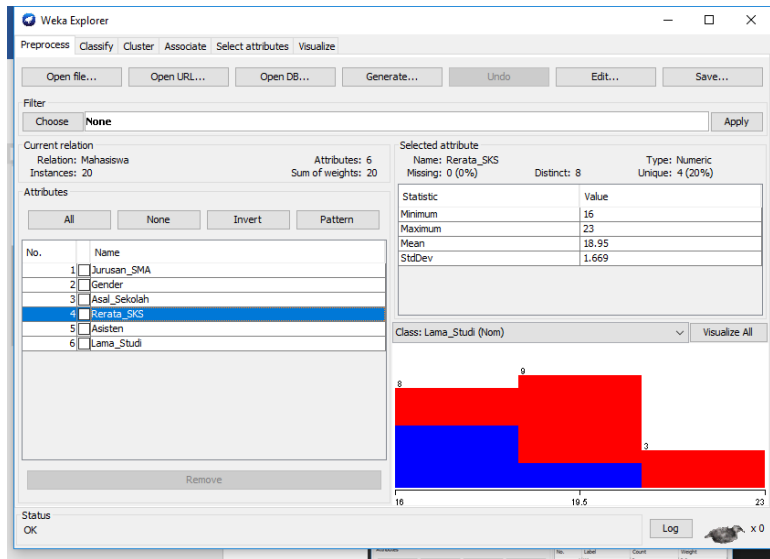 Weka Explorer
Preprocess Classify Cluster Associate Select attributes Visualize
Open file... Open URL... Open DB... Generate... Undo Edit... Save...
Filter
Choose None Apply
Current relation
Relation: Mahasiswa Attributes: 6
Instances: 20 Sum of weights: 20
Attributes
All None Invert Pattern
No. Name
1 Jurusan_SMA
2 Gender
3 Asal_Sekolah
4 Rerata_SKS
5 Asisten
6 Lama_Studi
Remove
Selected attribute
Name: Rerata_SKS Type: Numeric
Missing: 0 (0%) Distinct: 8 Unique: 4 (20%)
Statistic Value
Minimum 16
Maximum 23
Mean 18.95
StdDev 1.669
Class: Lama_Studi (Nom) Visualize All
8 9 3
16 19.5 23
Status
OK Log x 0
No. Label Count Weight